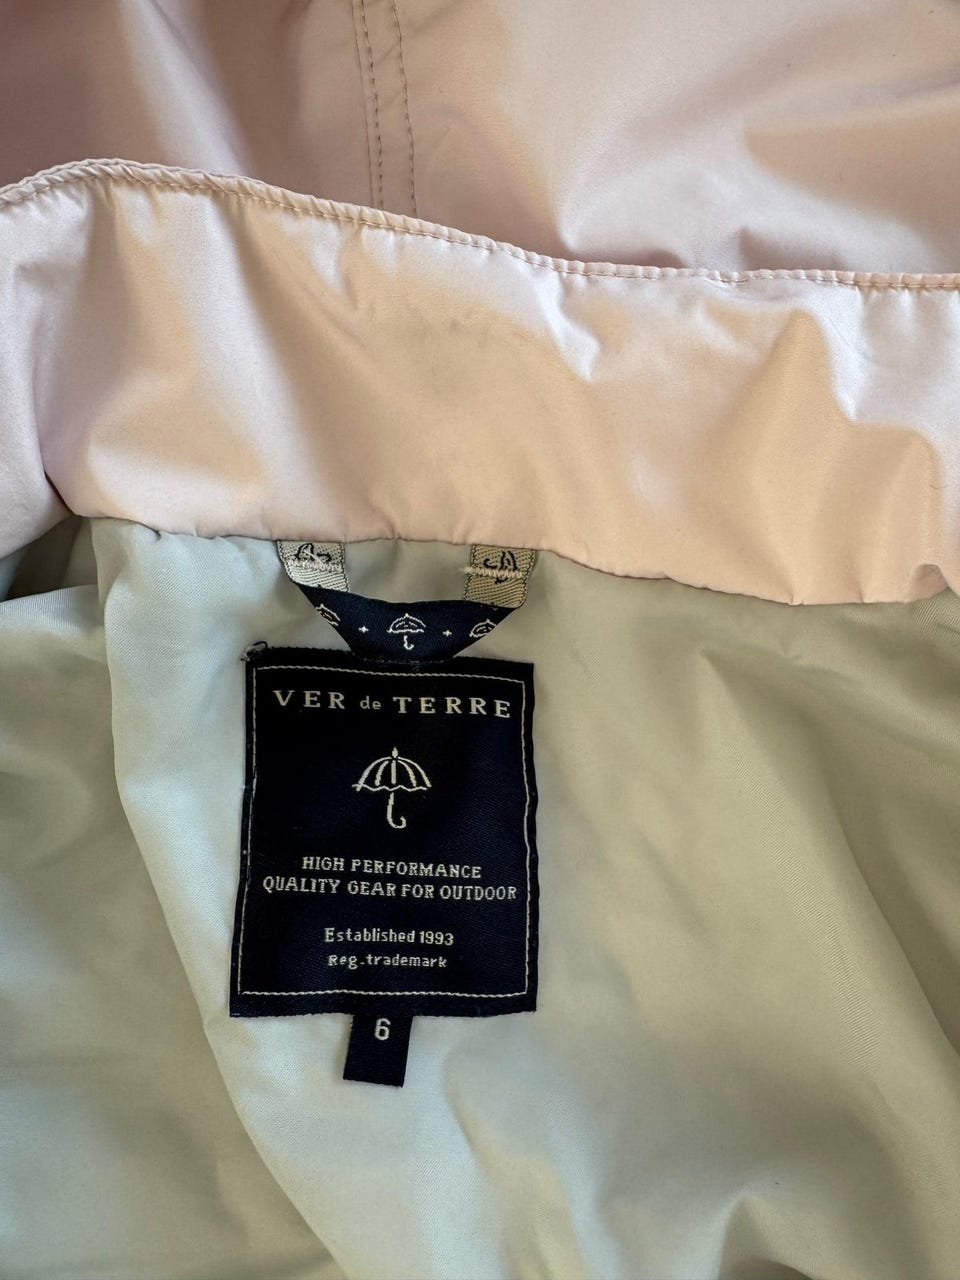 VER de TERRE
HIGH PERFORMANCE
QUALITY GEAR FOR OUTDOOR
Established 1993
Reg.trademark
6